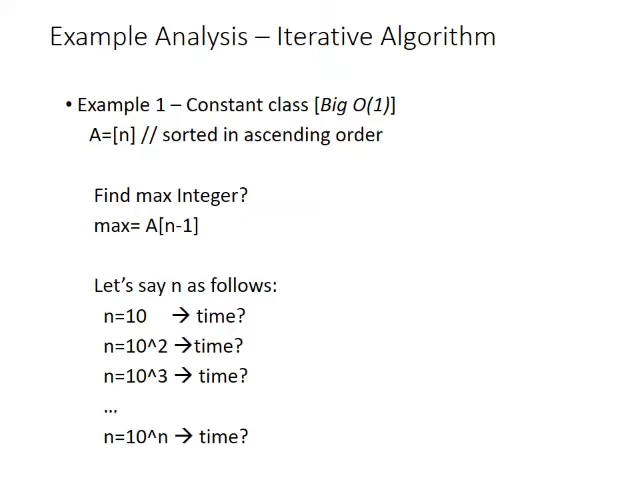 Example Analysis – Iterative Algorithm
• Example 1 – Constant class [Big O(1)]
A=[n] // sorted in ascending order
Find max Integer?
max= A[n-1]
Let’s say n as follows:
n=10 → time?
n=10^2 →time?
n=10^3 → time?
…
n=10^n → time?